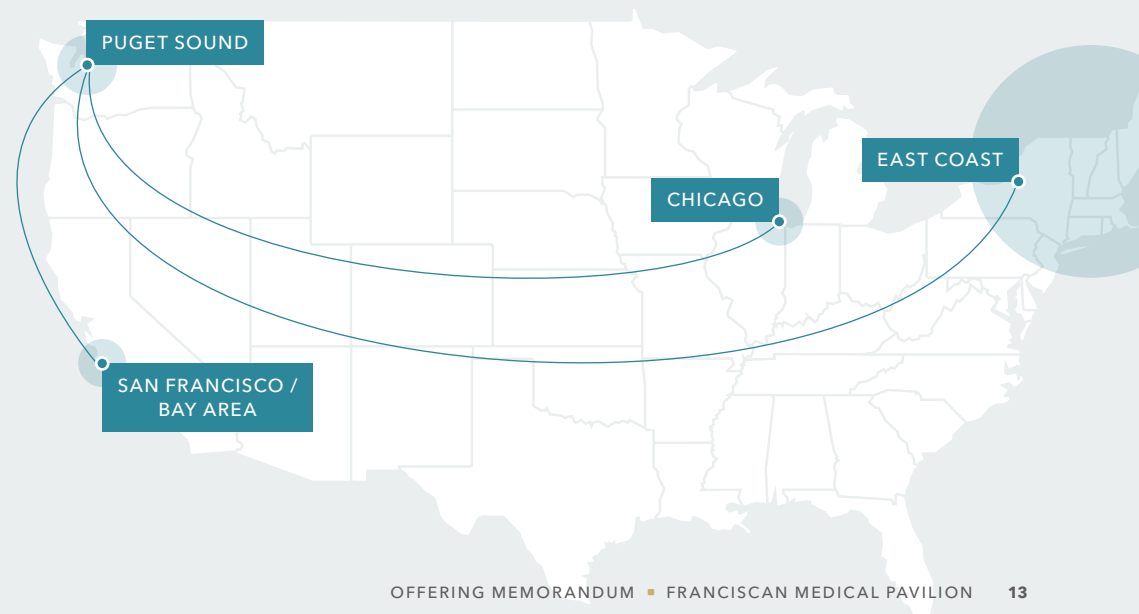 PUGET SOUND
EAST COAST
CHICAGO
SAN FRANCISCO /
BAY AREA
OFFERING MEMORANDUM ▪ FRANCISCAN MEDICAL PAVILION 13